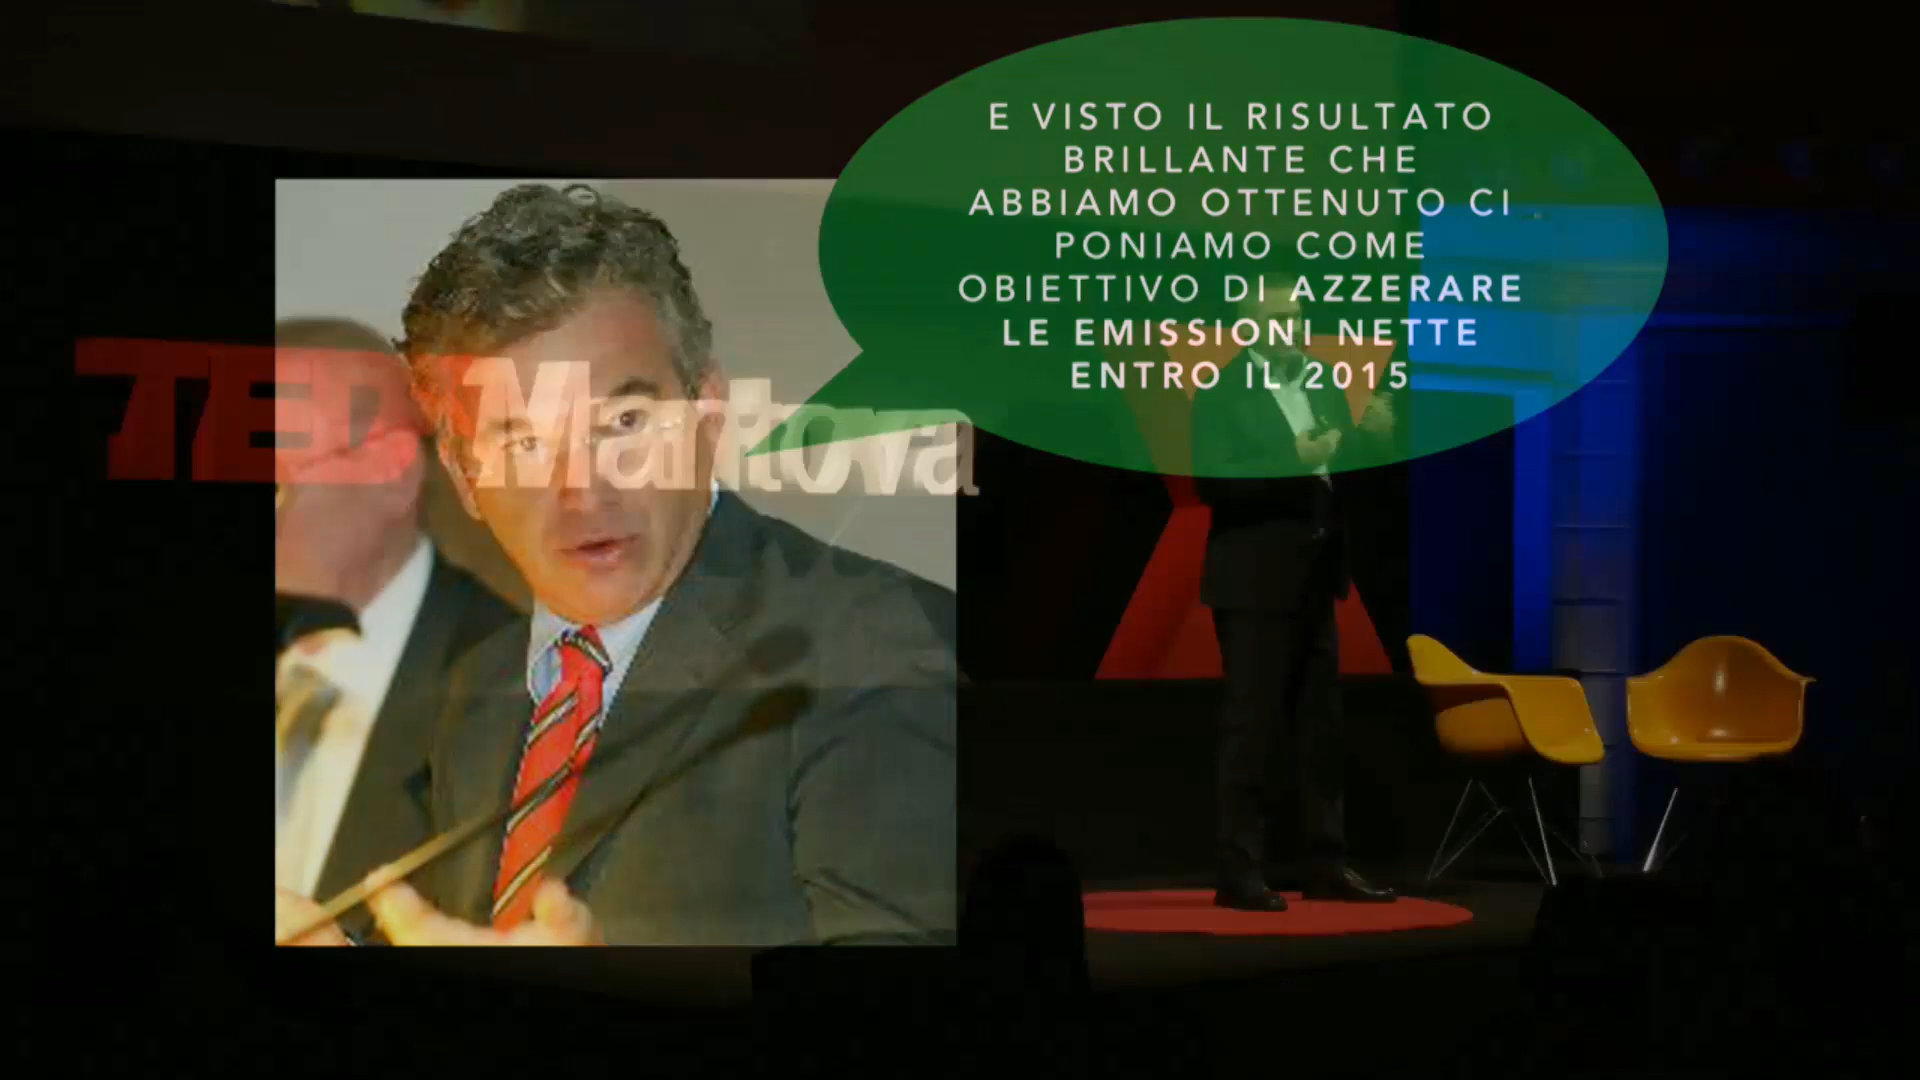 E VISTO IL RISULTATO
BRILLANTE CHE
ABBIAMO OTTENUTO CI
PONIAMO COME
OBIETTIVO DI AZZERARE
LE EMISSIONI NETTE
ENTRO IL 2015
TEDxMantova